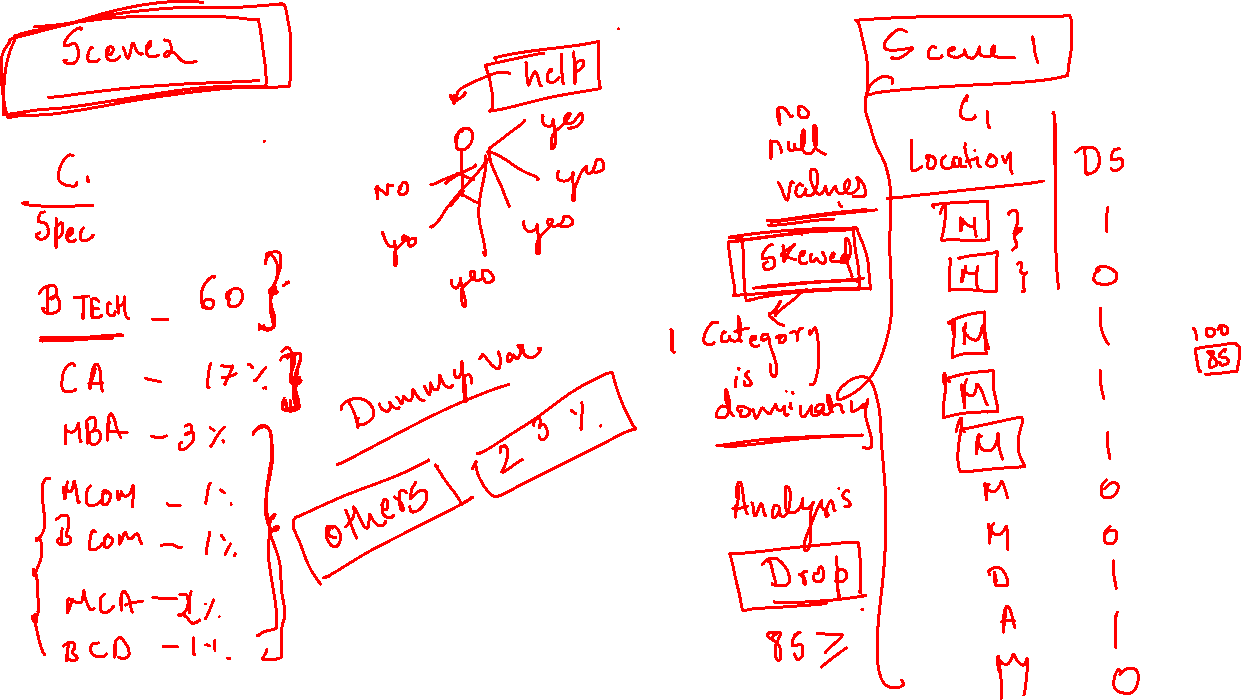 Scene2
C1
Spec
B TECH - 60
CA - 17%
MBA - 3%
MCOM - 1%
B com - 1%
MCA - 2%
BCD - 1%
help
yes
yes
yes
yes
yes
NO
Dummy Var
others
23%
Scene 1
no
null
values
Skewed
1 Category
is
dominating
Analysis
Drop
85 ≥
C1
Location DS
M 1
M 0
M 1
M 1
M 1
M 0
M 0
D 1
A 1
M 0
100
85